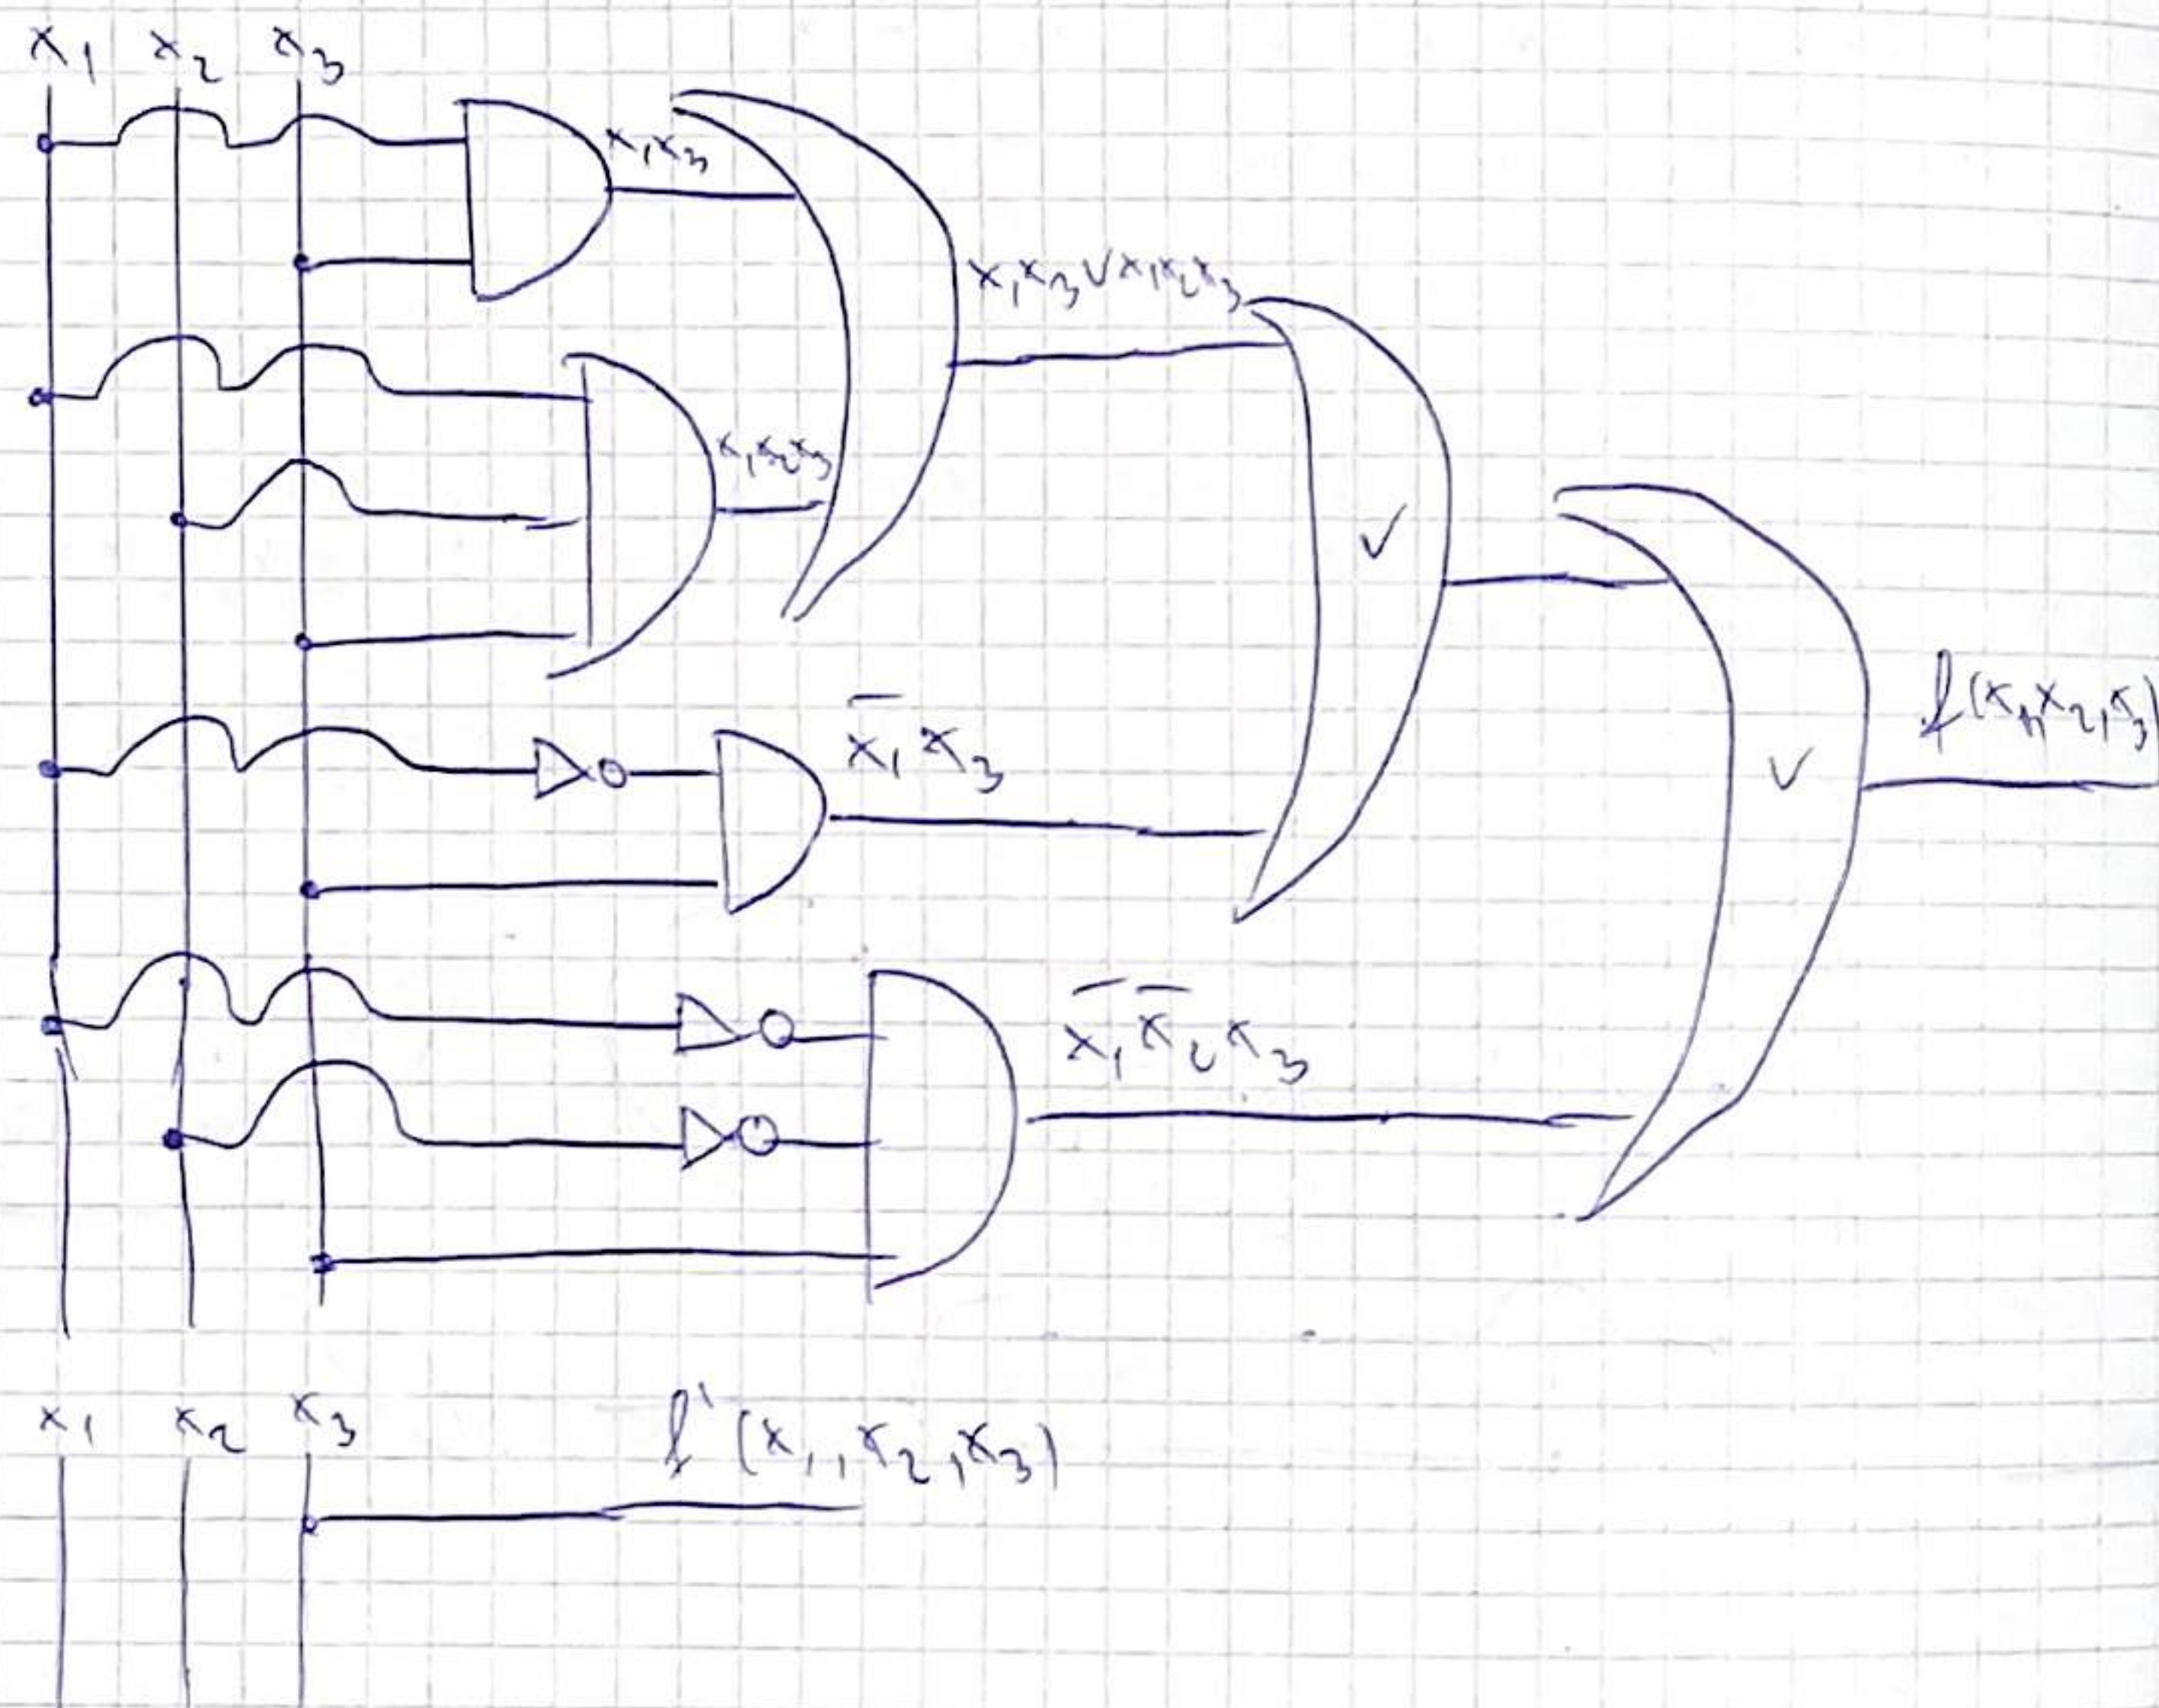 x₁ x₂ x₃
x₁x₃
x₁x₃ ∨ x₁x₂x₃
x₁x₂x₃
∨
f(x₁,x₂,x₃)
x̅₁ x₃
∨
x̅₁ x̅₂ x₃
x₁ x₂ x₃
f'(x₁,x₂,x₃)